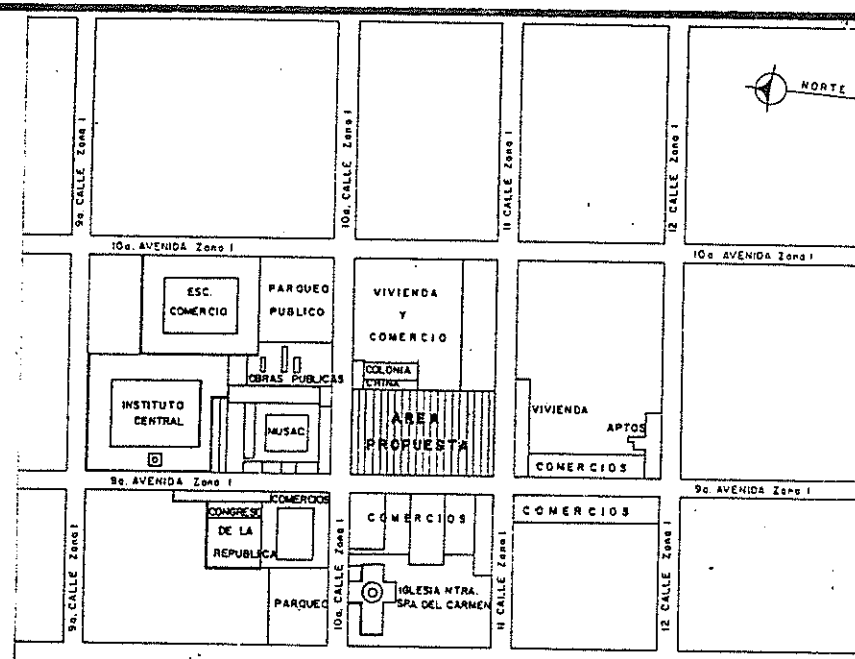 NORTE
9a. CALLE Zona 1
10a. CALLE Zona 1
11 CALLE Zona 1
12 CALLE Zona 1
10a. AVENIDA Zona 1
10a. AVENIDA Zona 1
ESC.
COMERCIO
PARQUEO
PUBLICO
VIVIENDA
Y
COMERCIO
OBRAS PUBLICAS
COLONIA
CHINA
INSTITUTO
CENTRAL
MUSAC
AREA
PROPUESTA
VIVIENDA
APTOS
COMERCIOS
9a. AVENIDA Zona 1
9a. AVENIDA Zona 1
COMERCIOS
CONGRESO
DE LA
REPUBLICA
COMERCIOS
COMERCIOS
PARQUEO
IGLESIA NTRA.
SRA. DEL CARMEN
9a. CALLE Zona 1
10a. CALLE Zona 1
11 CALLE Zona 1
12 CALLE Zona 1